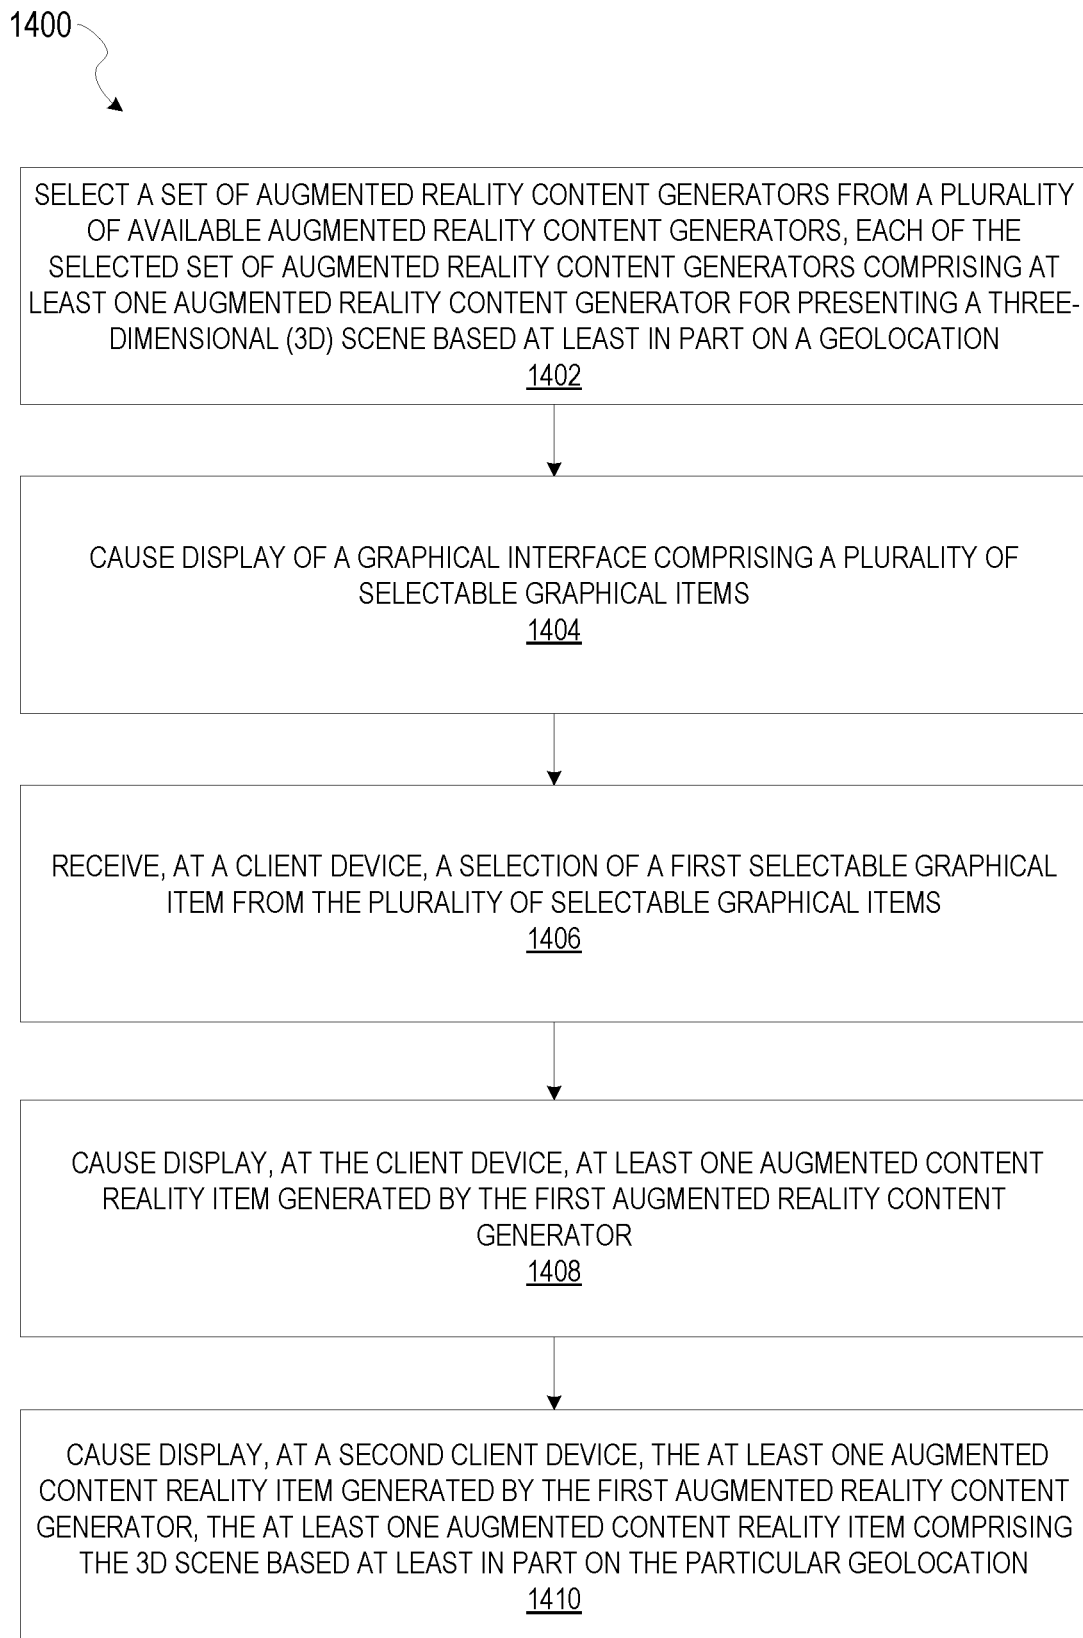 1400
SELECT A SET OF AUGMENTED REALITY CONTENT GENERATORS FROM A PLURALITY
OF AVAILABLE AUGMENTED REALITY CONTENT GENERATORS, EACH OF THE
SELECTED SET OF AUGMENTED REALITY CONTENT GENERATORS COMPRISING AT
LEAST ONE AUGMENTED REALITY CONTENT GENERATOR FOR PRESENTING A THREE-
DIMENSIONAL (3D) SCENE BASED AT LEAST IN PART ON A GEOLOCATION
1402
CAUSE DISPLAY OF A GRAPHICAL INTERFACE COMPRISING A PLURALITY OF
SELECTABLE GRAPHICAL ITEMS
1404
RECEIVE, AT A CLIENT DEVICE, A SELECTION OF A FIRST SELECTABLE GRAPHICAL
ITEM FROM THE PLURALITY OF SELECTABLE GRAPHICAL ITEMS
1406
CAUSE DISPLAY, AT THE CLIENT DEVICE, AT LEAST ONE AUGMENTED CONTENT
REALITY ITEM GENERATED BY THE FIRST AUGMENTED REALITY CONTENT
GENERATOR
1408
CAUSE DISPLAY, AT A SECOND CLIENT DEVICE, THE AT LEAST ONE AUGMENTED
CONTENT REALITY ITEM GENERATED BY THE FIRST AUGMENTED REALITY CONTENT
GENERATOR, THE AT LEAST ONE AUGMENTED CONTENT REALITY ITEM COMPRISING
THE 3D SCENE BASED AT LEAST IN PART ON THE PARTICULAR GEOLOCATION
1410